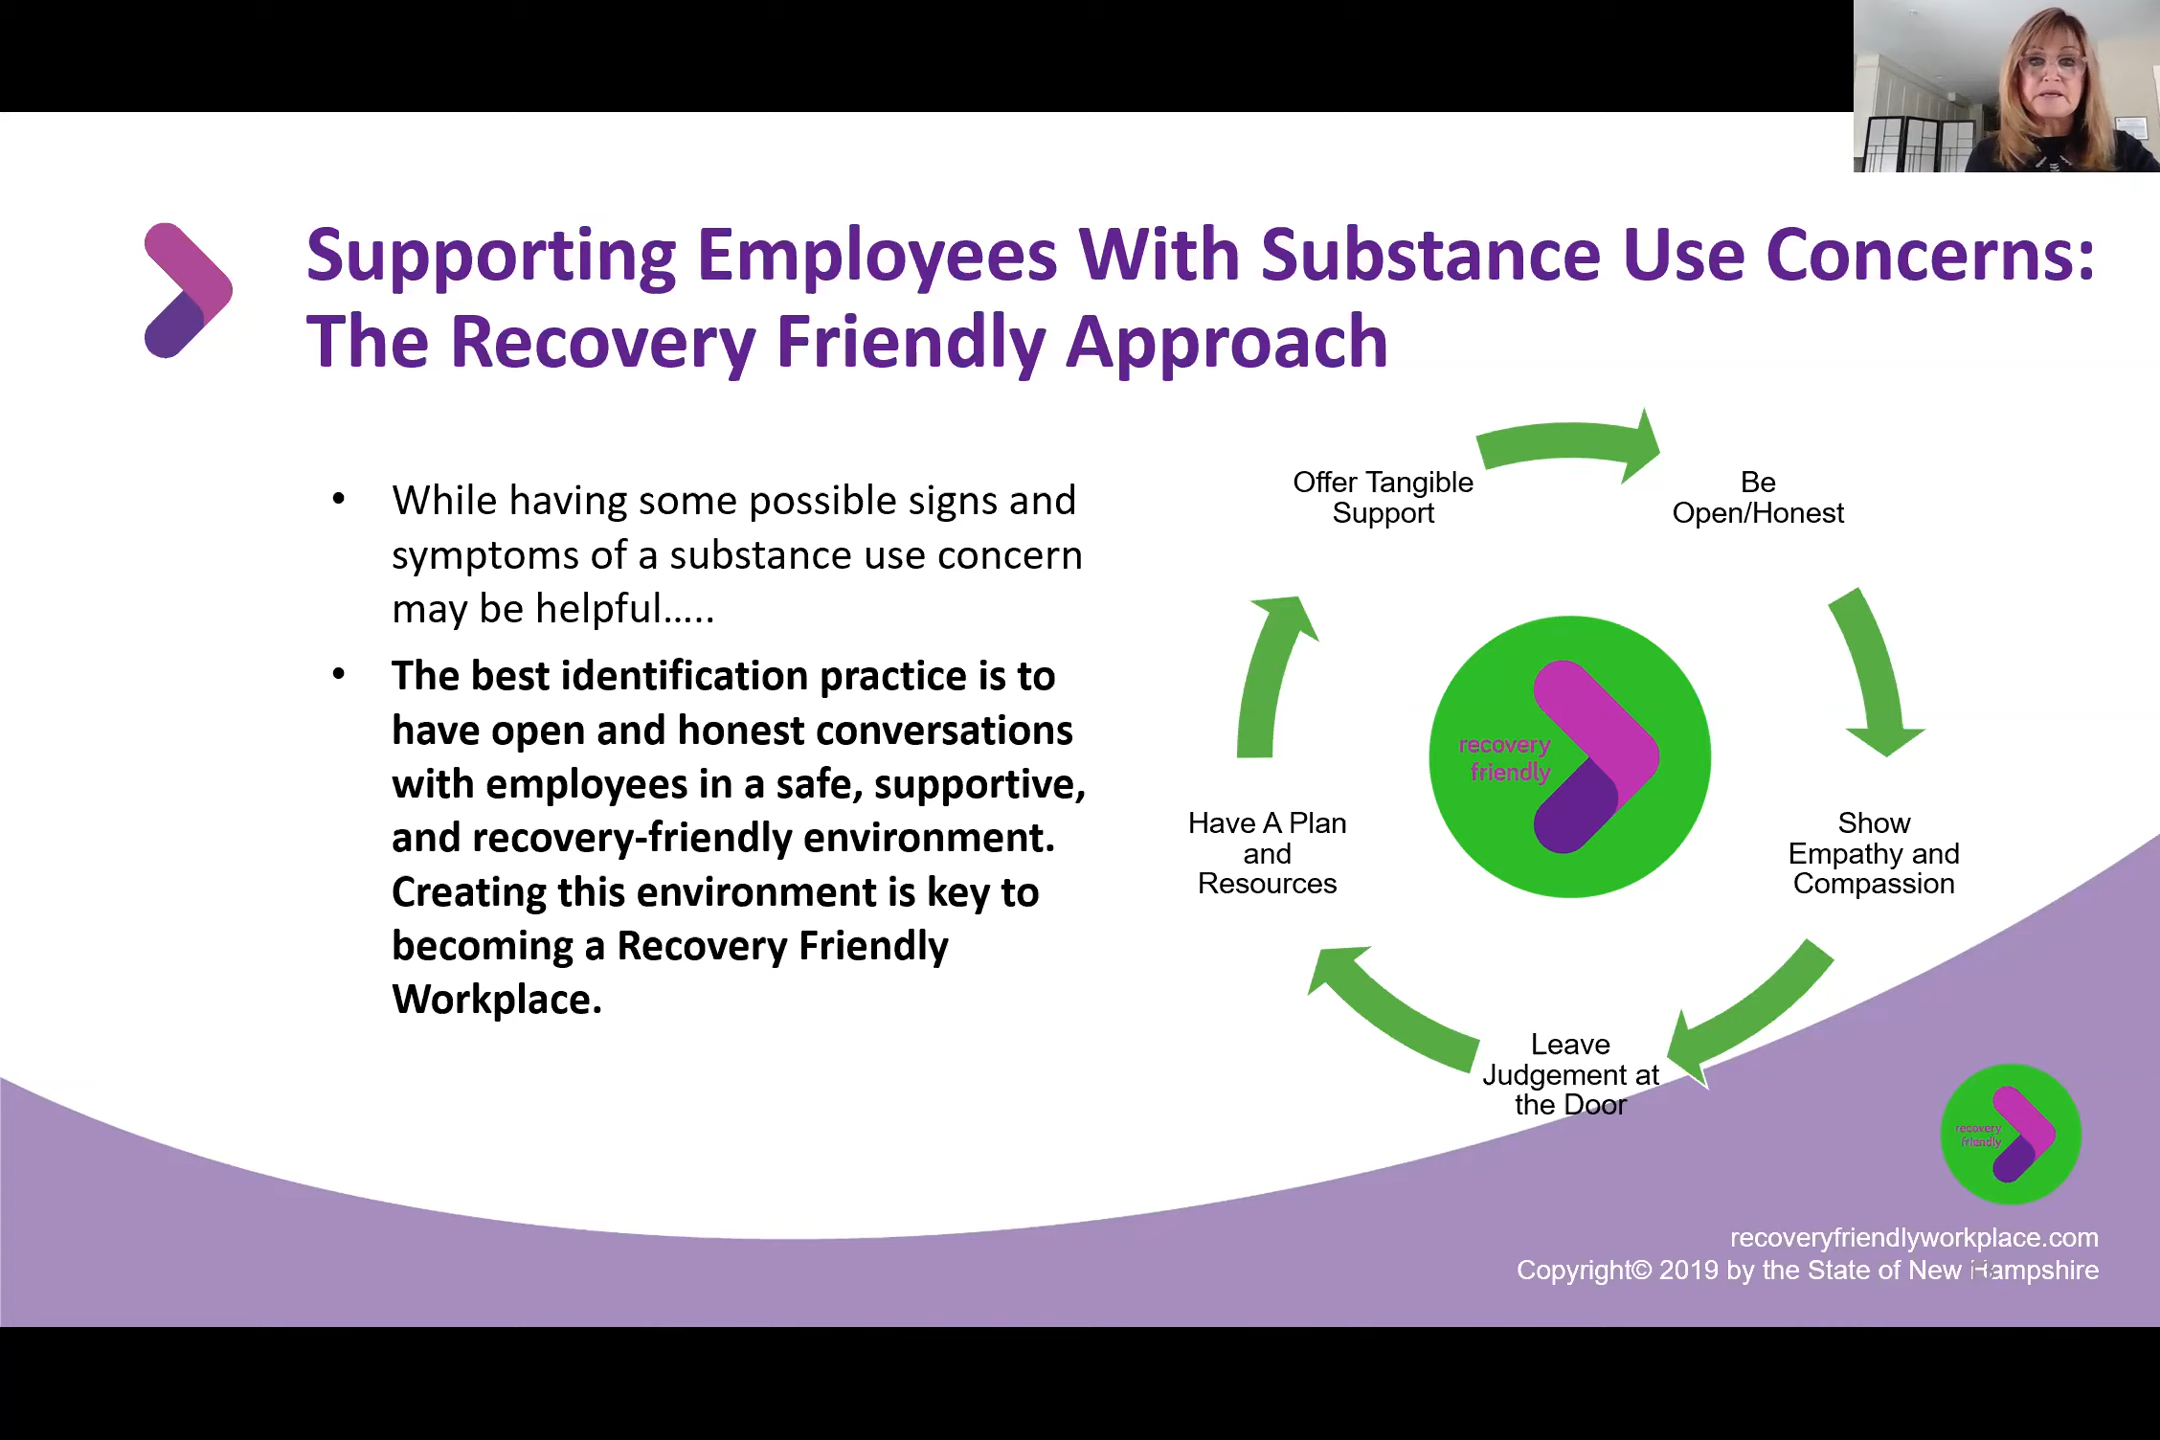 Supporting Employees With Substance Use Concerns:
The Recovery Friendly Approach
• While having some possible signs and
symptoms of a substance use concern
may be helpful.....
• The best identification practice is to
have open and honest conversations
with employees in a safe, supportive,
and recovery-friendly environment.
Creating this environment is key to
becoming a Recovery Friendly
Workplace.
Offer Tangible
Support
Be
Open/Honest
Show
Empathy and
Compassion
Leave
Judgement at
the Door
Have A Plan
and
Resources
recovery
friendly
recovery
friendly
recoveryfriendlyworkplace.com
Copyright© 2019 by the State of New Hampshire